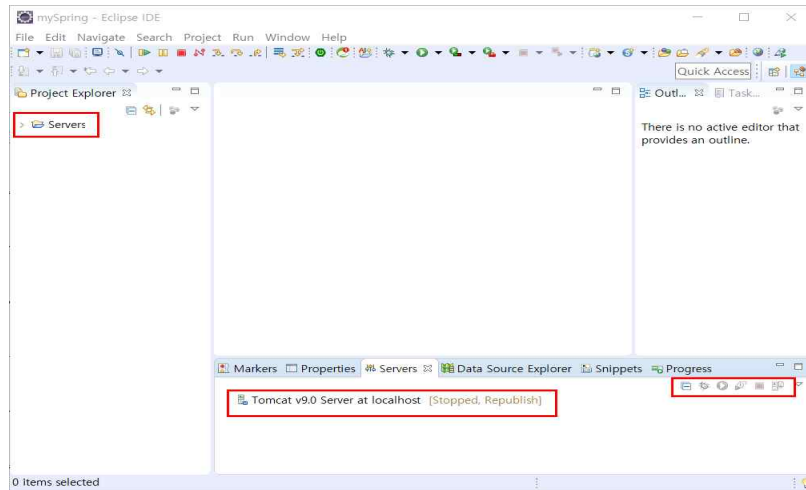 mySpring - Eclipse IDE
File Edit Navigate Search Project Run Window Help
Quick Access
Project Explorer
Servers
Outl...
Task...
There is no active editor that
provides an outline.
Markers Properties Servers Data Source Explorer Snippets Progress
Tomcat v9.0 Server at localhost [Stopped, Republish]
0 items selected